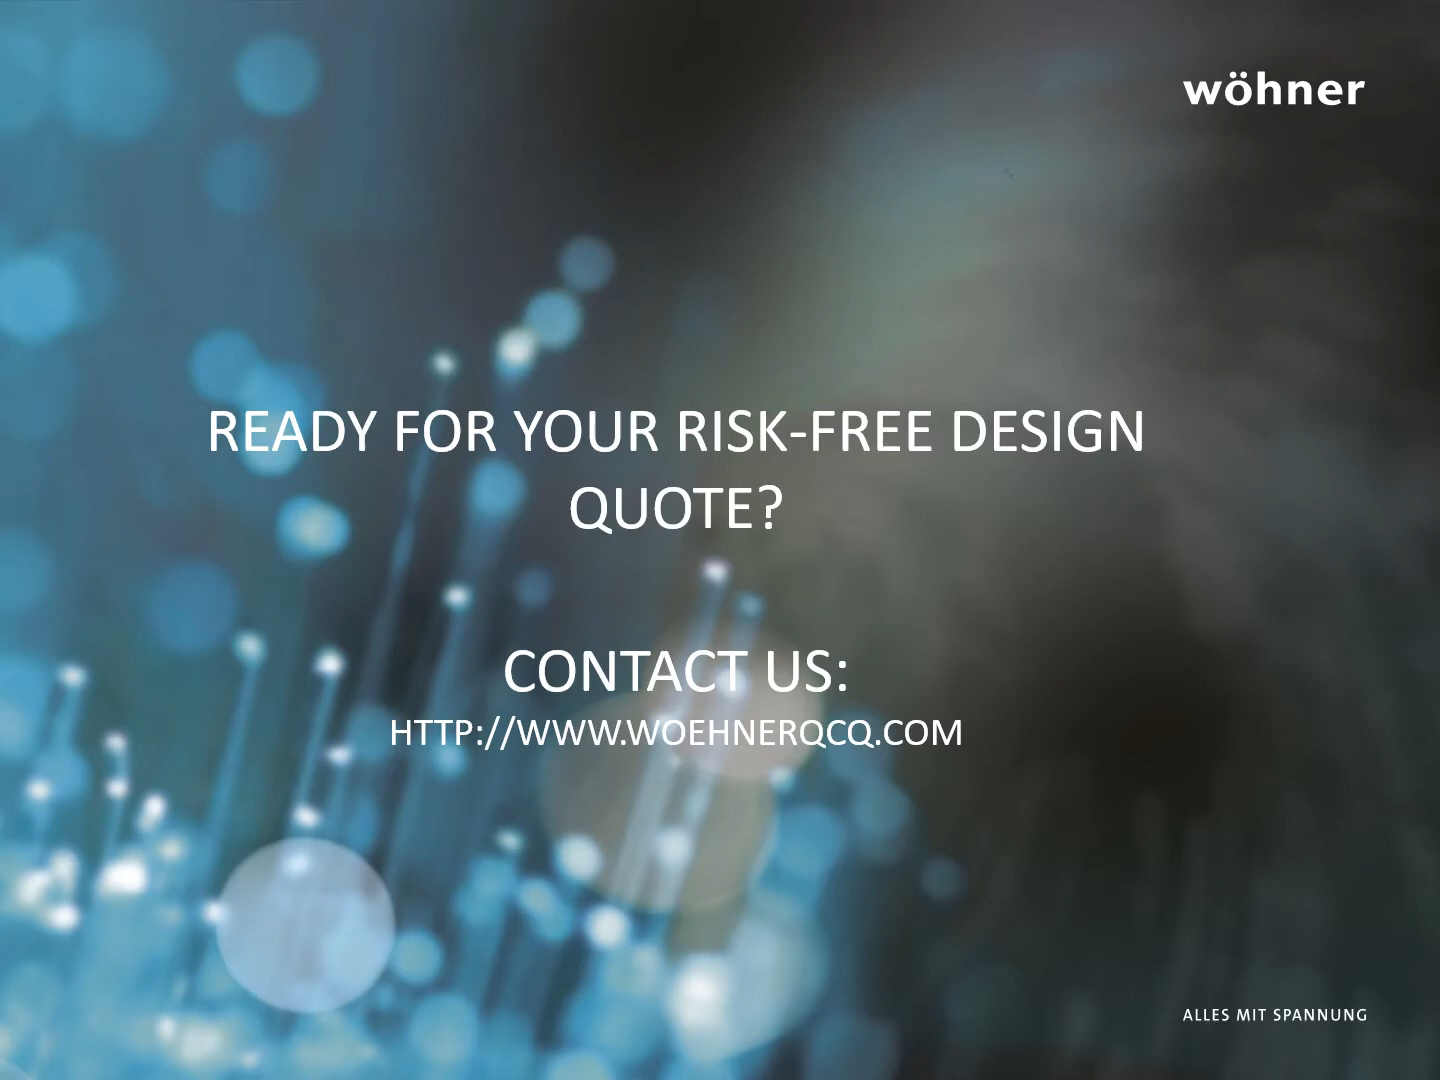 wöhner
READY FOR YOUR RISK-FREE DESIGN
QUOTE?
CONTACT US:
HTTP://WWW.WOEHNERQCQ.COM
ALLES MIT SPANNUNG